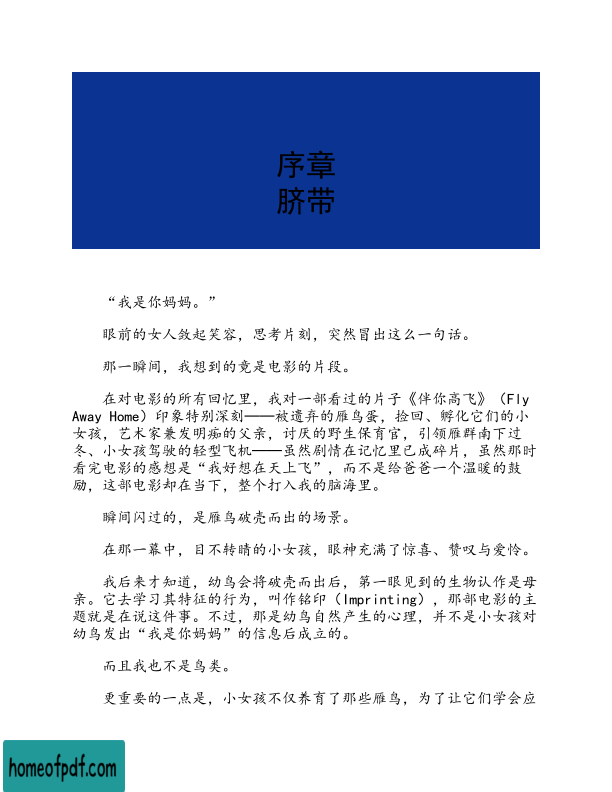 序章
脐带
“我是你妈妈。”
眼前的女人敛起笑容，思考片刻，突然冒出这么一句话。
那一瞬间，我想到的竟是电影的片段。
在对电影的所有回忆里，我对一部看过的片子《伴你高飞》（Fly
Away Home）印象特别深刻——被遗弃的雁鸟蛋，捡回、孵化它们的小
女孩，艺术家兼发明痴的父亲，讨厌的野生保育官，引领雁群南下过
冬、小女孩驾驶的轻型飞机——虽然剧情在记忆里已成碎片，虽然那时
看完电影的感想是“我好想在天上飞”，而不是给爸爸一个温暖的鼓
励，这部电影却在当下，整个打入我的脑海里。
瞬间闪过的，是雁鸟破壳而出的场景。
在那一幕中，目不转睛的小女孩，眼神充满了惊喜、赞叹与爱怜。
我后来才知道，幼鸟会将破壳而出后，第一眼见到的生物认作是母
亲。它去学习其特征的行为，叫作铭印（Imprinting），那部电影的主
题就是在说这件事。不过，那是幼鸟自然产生的心理，并不是小女孩对
幼鸟发出“我是你妈妈”的信息后成立的。
而且我也不是鸟类。
更重要的一点是，小女孩不仅养育了那些雁鸟，为了让它们学会应
homeofpdf.com